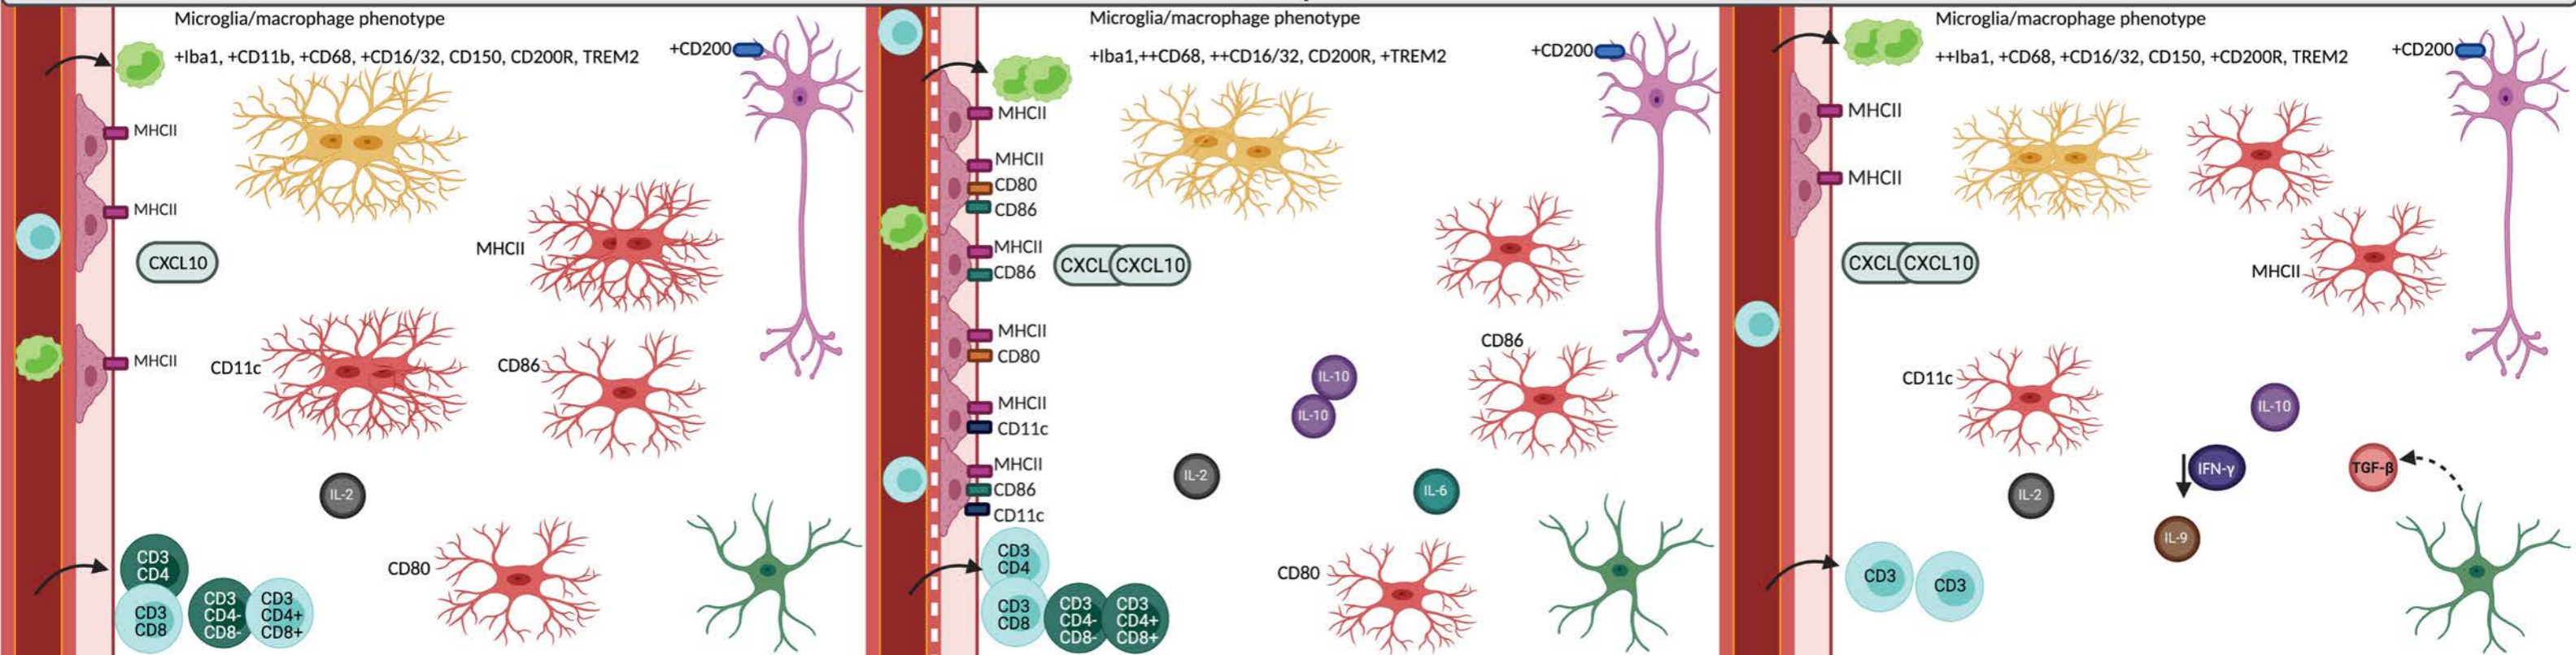 Microglia/macrophage phenotype
+Iba1, +CD11b, +CD68, +CD16/32, CD150, CD200R, TREM2
+CD200
MHCII
MHCII
CXCL10
MHCII
MHCII
CD11c
CD86
IL-2
CD80
CD3
CD4
CD3
CD8
CD3
CD4-
CD8-
CD3
CD4+
CD8+
Microglia/macrophage phenotype
+Iba1,++CD68, ++CD16/32, CD200R, +TREM2
+CD200
MHCII
MHCII
CD80
CD86
MHCII
CD86
MHCII
CD80
MHCII
CD11c
MHCII
CD86
CD11c
CXCL
CXCL10
CD86
IL-10
IL-10
IL-2
IL-6
CD80
CD3
CD4
CD3
CD8
CD3
CD4-
CD8-
CD3
CD4+
CD8+
Microglia/macrophage phenotype
++Iba1, +CD68, +CD16/32, CD150, +CD200R, TREM2
+CD200
MHCII
MHCII
CXCL
CXCL10
MHCII
CD11c
IL-10
IFN-γ
TGF-β
IL-2
IL-9
CD3
CD3